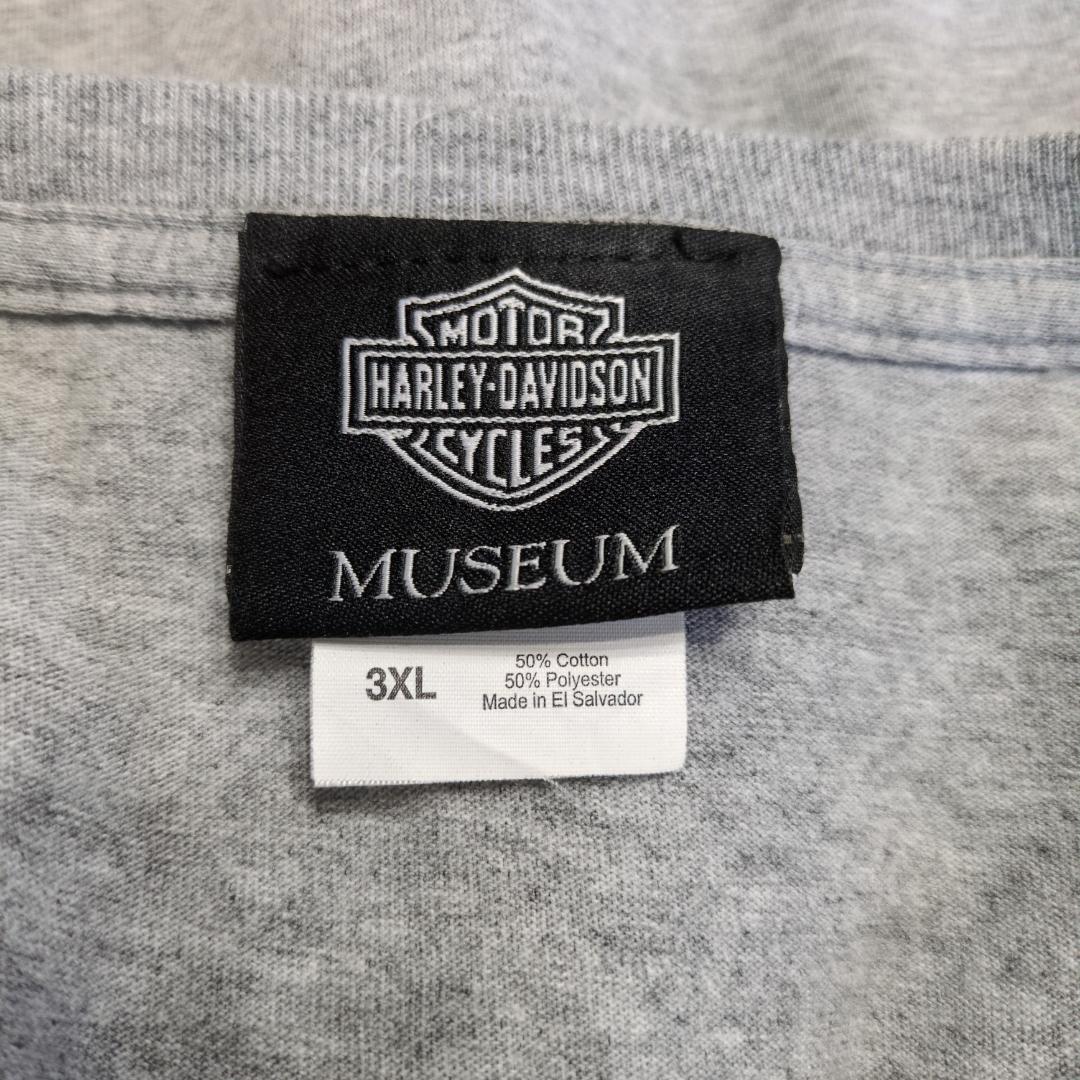 MOTOR
HARLEY-DAVIDSON
CYCLES
MUSEUM
3XL
50% Cotton
50% Polyester
Made in El Salvador